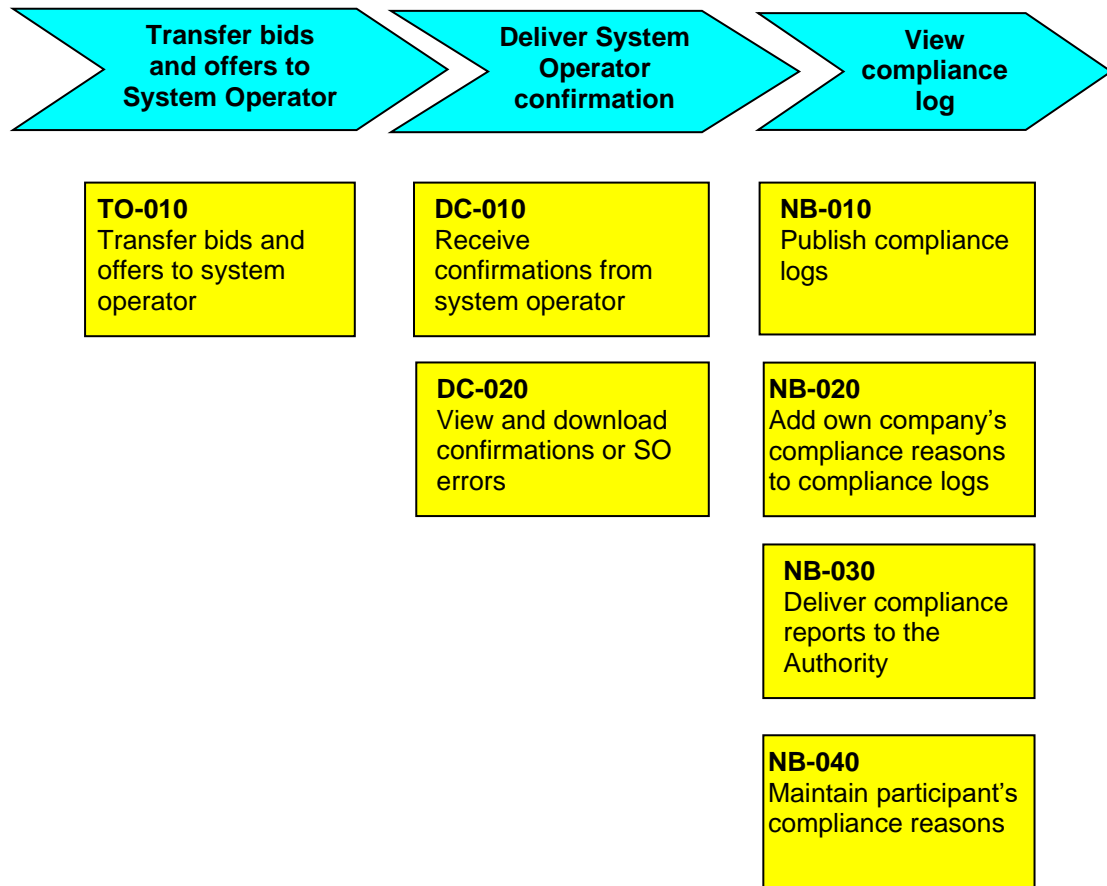 Transfer bids
and offers to
System Operator
Deliver System
Operator
confirmation
View
compliance
log
TO-010
Transfer bids and
offers to system
operator
DC-010
Receive
confirmations from
system operator
NB-010
Publish compliance
logs
DC-020
View and download
confirmations or SO
errors
NB-020
Add own company's
compliance reasons
to compliance logs
NB-030
Deliver compliance
reports to the
Authority
NB-040
Maintain participant's
compliance reasons